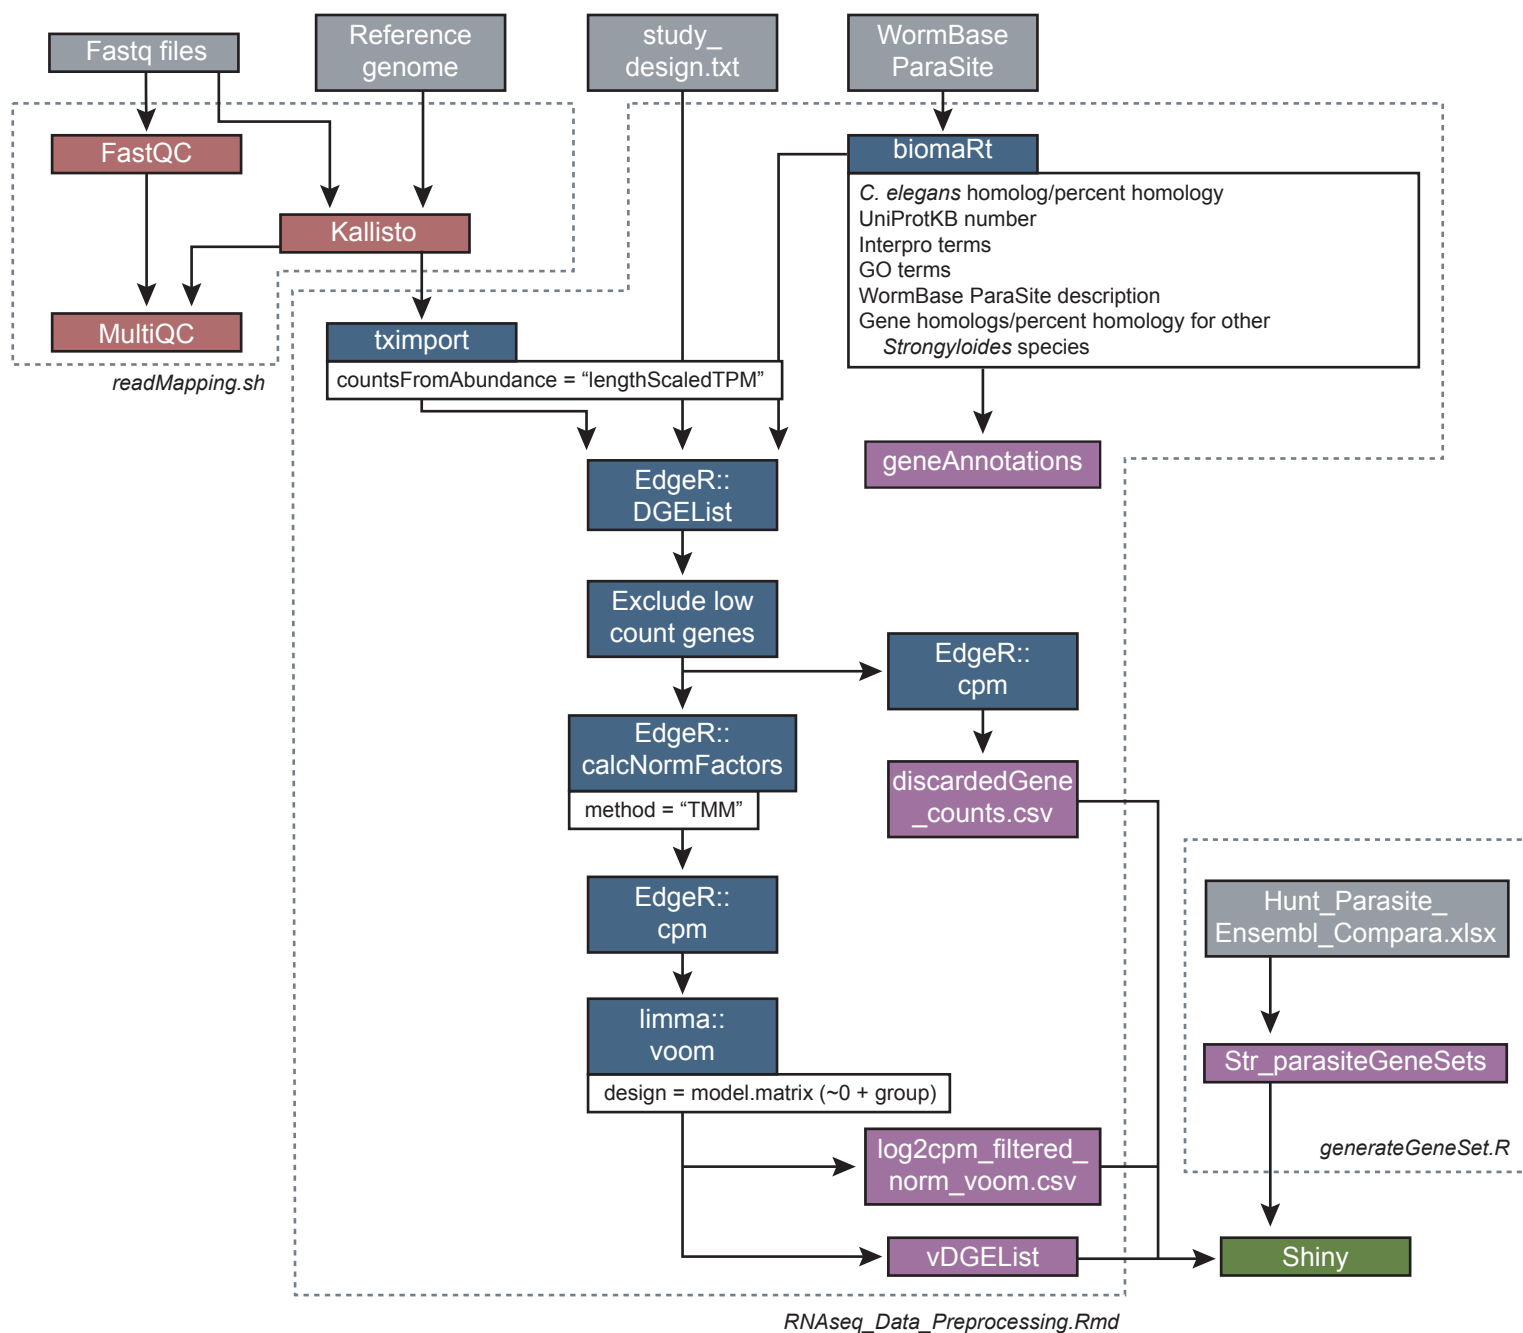 Fastq files
Reference
genome
study_
design.txt
WormBase
ParaSite
FastQC
biomaRt
C. elegans homolog/percent homology
UniProtKB number
Interpro terms
GO terms
WormBase ParaSite description
Gene homologs/percent homology for other
Strongyloides species
Kallisto
MultiQC
readMapping.sh
tximport
countsFromAbundance = “lengthScaledTPM”
geneAnnotations
EdgeR::
DGEList
Exclude low
count genes
EdgeR::
cpm
EdgeR::
calcNormFactors
method = “TMM”
discardedGene
_counts.csv
EdgeR::
cpm
Hunt_Parasite_
Ensembl_Compara.xlsx
limma::
voom
design = model.matrix (~0 + group)
Str_parasiteGeneSets
generateGeneSet.R
log2cpm_filtered_
norm_voom.csv
vDGEList
Shiny
RNAseq_Data_Preprocessing.Rmd